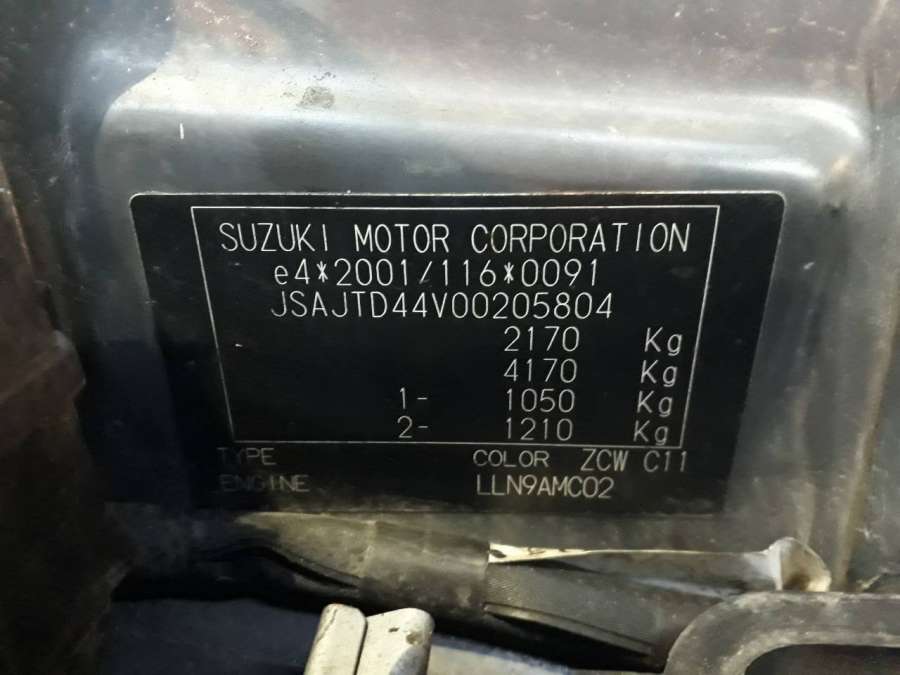 SUZUKI MOTOR CORPORATION
e4*2001/116*0091
JSAJTD44V00205804
2170 Kg
4170 Kg
1- 1050 Kg
2- 1210 Kg
TYPE COLOR ZCW C11
ENGINE LLN9AMC02